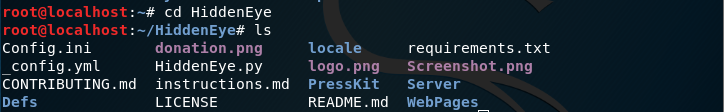 root@localhost:~# cd HiddenEye
root@localhost:~/HiddenEye# ls
Config.ini donation.png locale requirements.txt
_config.yml HiddenEye.py logo.png Screenshot.png
CONTRIBUTING.md instructions.md PressKit Server
Defs LICENSE README.md WebPages